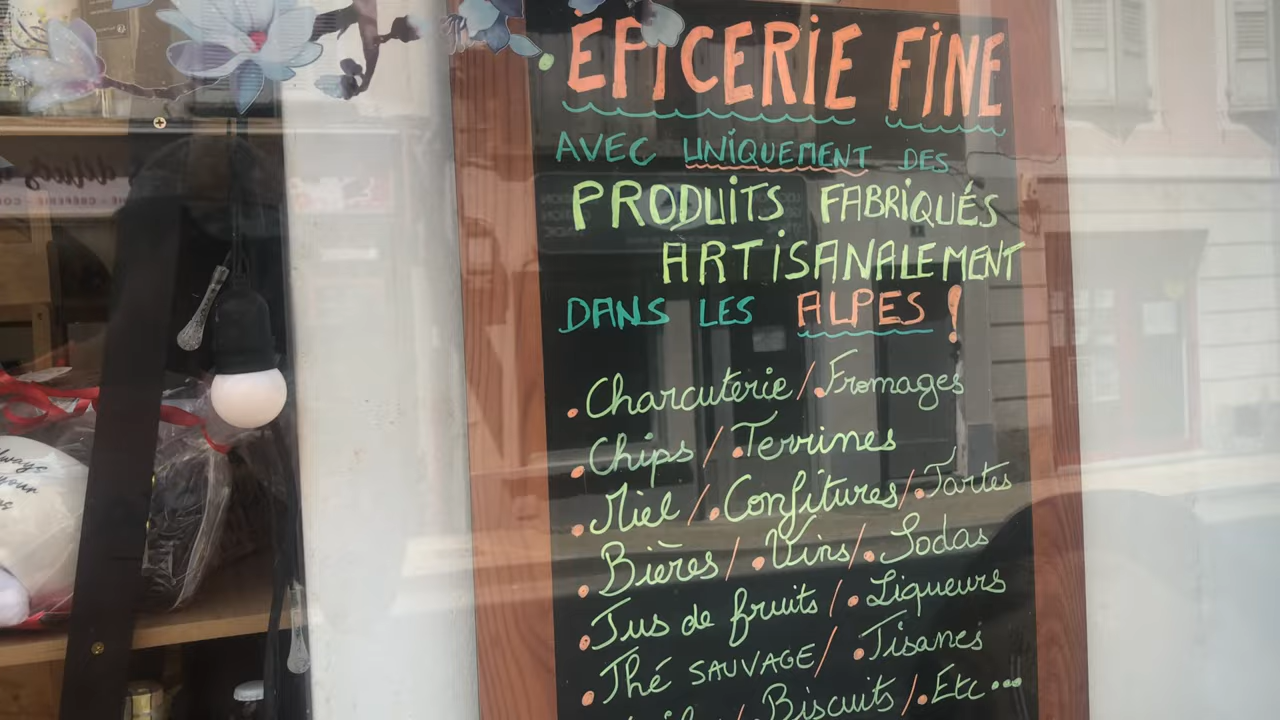 ÉPICERIE FINE
AVEC UNIQUEMENT DES
PRODUITS FABRIQUÉS
ARTISANALEMENT
DANS LES ALPES !
. Charcuterie / . Fromages
. Chips / . Terrines
. Miel / . Confitures / . Tartes
. Bières / . Vins / . Sodas
. Jus de fruits / . Liqueurs
. Thé SAUVAGE / . Tisanes
/ Biscuits / . Etc...